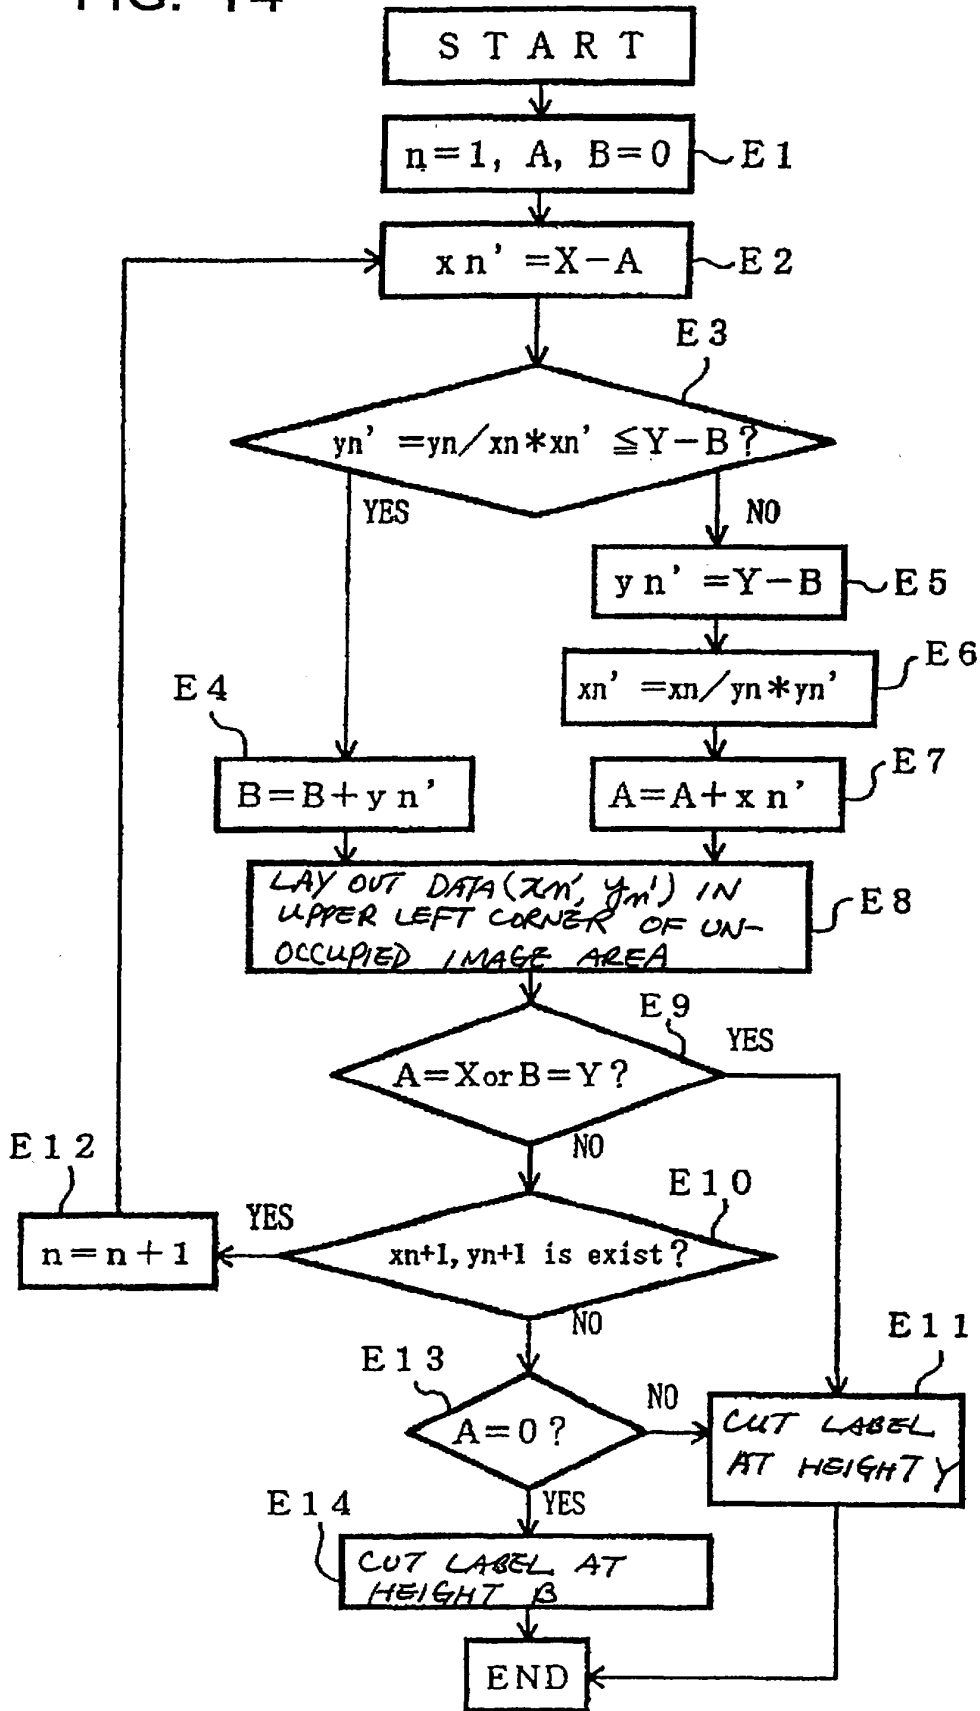 FIG. 14
START
n=1, A, B=0
E1
xn'=X-A
E2
E3
yn'=yn/xn*xn'≦Y-B?
YES
NO
yn'=Y-B
E5
E6
xn'=xn/yn*yn'
E4
E7
B=B+yn'
A=A+xn'
LAY OUT DATA (xn', yn') IN
UPPER LEFT CORNER OF UN-
OCCUPIED IMAGE AREA
E8
E9
YES
A=X or B=Y?
NO
E12
E10
YES
n=n+1
xn+1, yn+1 is exist?
NO
E11
E13
NO
A=0?
CUT LABEL
AT HEIGHT Y
E14
YES
CUT LABEL AT
HEIGHT B
END